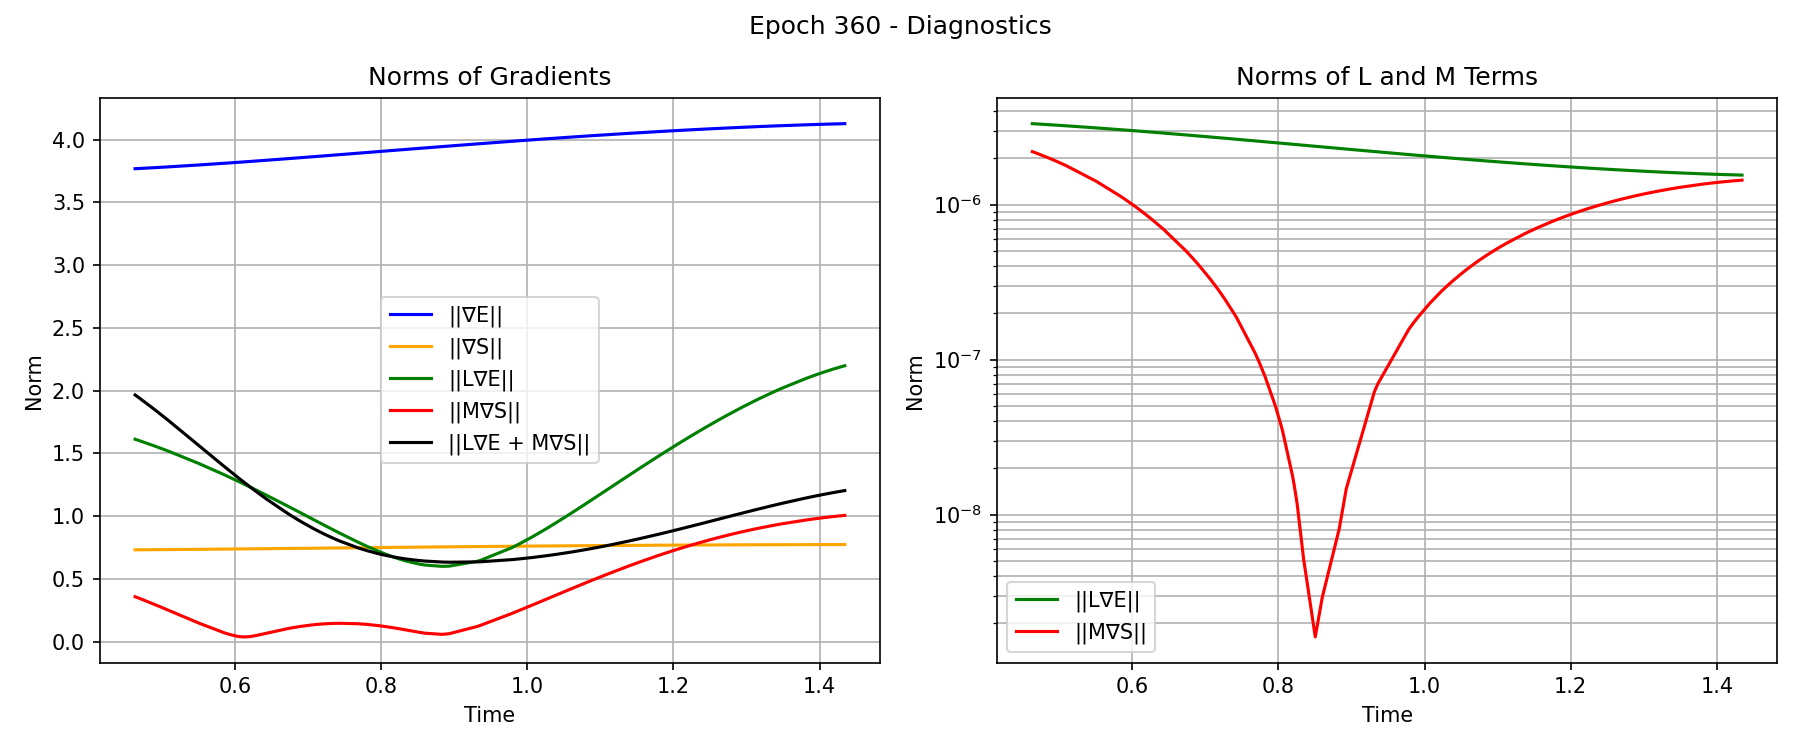 Epoch 360 - Diagnostics
Norms of Gradients
Norm
4.0
3.5
3.0
2.5
2.0
1.5
1.0
0.5
0.0
||∇E||
||∇S||
||L∇E||
||M∇S||
||L∇E + M∇S||
0.6 0.8 1.0 1.2 1.4
Time
Norms of L and M Terms
Norm
10⁻⁶
10⁻⁷
10⁻⁸
||L∇E||
||M∇S||
0.6 0.8 1.0 1.2 1.4
Time